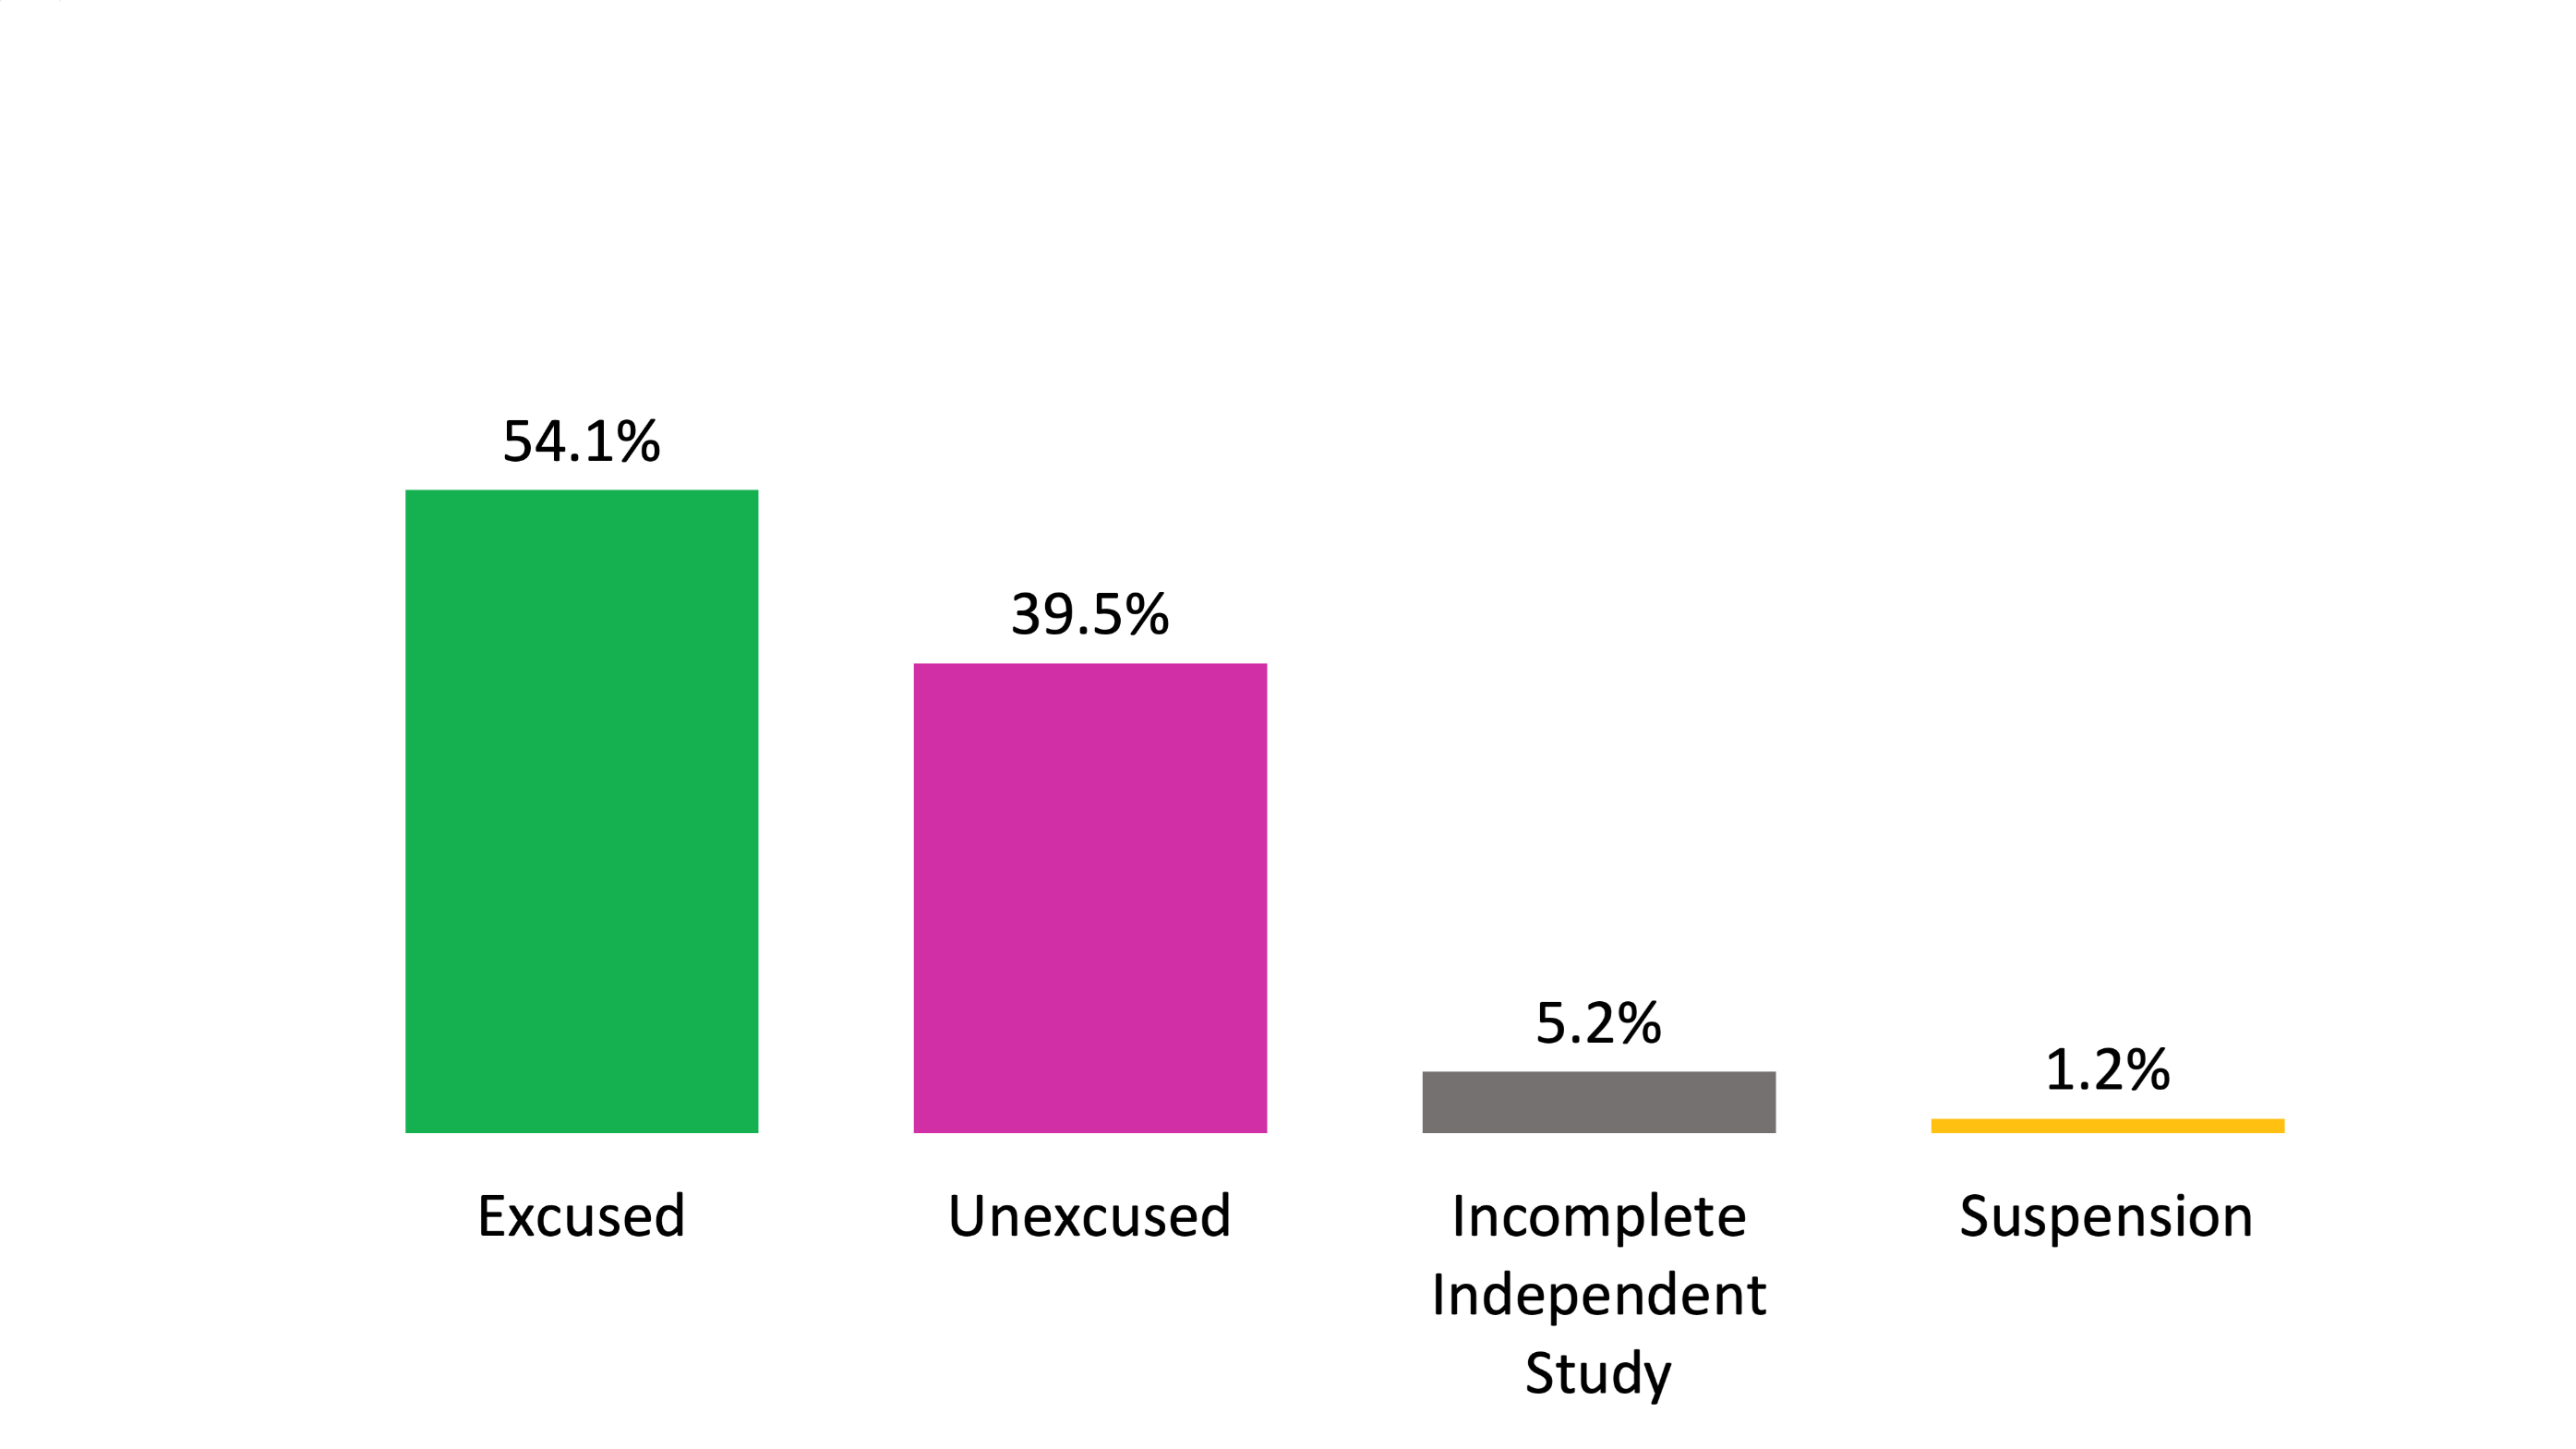 54.1%
39.5%
5.2%
1.2%
Excused
Unexcused
Incomplete
Independent
Study
Suspension